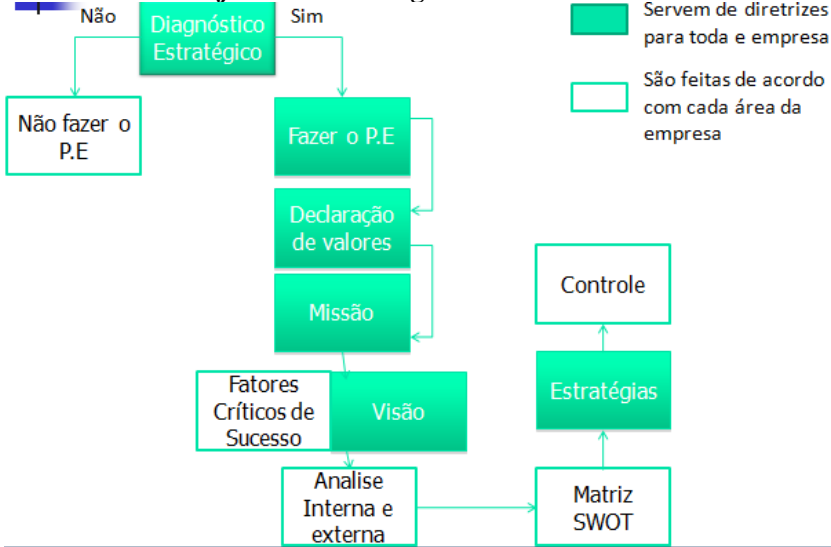 Não
Diagnóstico
Estratégico
Sim
Servem de diretrizes
para toda e empresa
São feitas de acordo
com cada área da
empresa
Não fazer o
P.E
Fazer o P.E
Declaração
de valores
Missão
Fatores
Críticos de
Sucesso
Visão
Analise
Interna e
externa
Matriz
SWOT
Estratégias
Controle